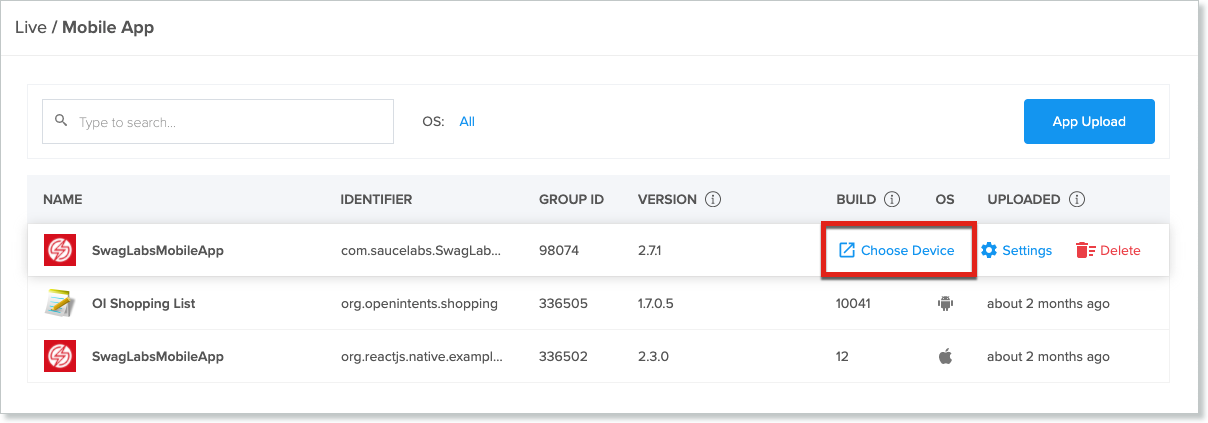 Live / Mobile App
Type to search...
OS: All
App Upload
NAME IDENTIFIER GROUP ID VERSION BUILD OS UPLOADED
SwagLabsMobileApp com.saucelabs.SwagLab... 98074 2.7.1 Choose Device Settings Delete
OI Shopping List org.openintents.shopping 336505 1.7.0.5 10041 about 2 months ago
SwagLabsMobileApp org.reactjs.native.exampl... 336502 2.3.0 12 about 2 months ago